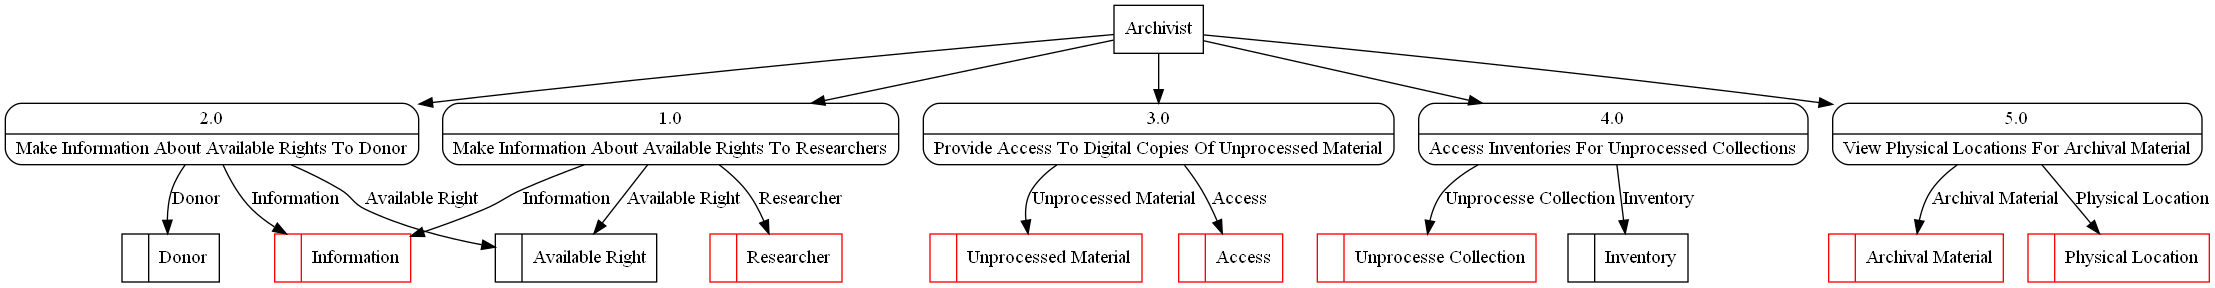 Archivist
2.0
Make Information About Available Rights To Donor
1.0
Make Information About Available Rights To Researchers
3.0
Provide Access To Digital Copies Of Unprocessed Material
4.0
Access Inventories For Unprocessed Collections
5.0
View Physical Locations For Archival Material
Donor
Information
Available Right
Information
Available Right
Researcher
Unprocessed Material
Access
Unprocesse Collection
Inventory
Archival Material
Physical Location
Donor
Information
Available Right
Researcher
Unprocessed Material
Access
Unprocesse Collection
Inventory
Archival Material
Physical Location